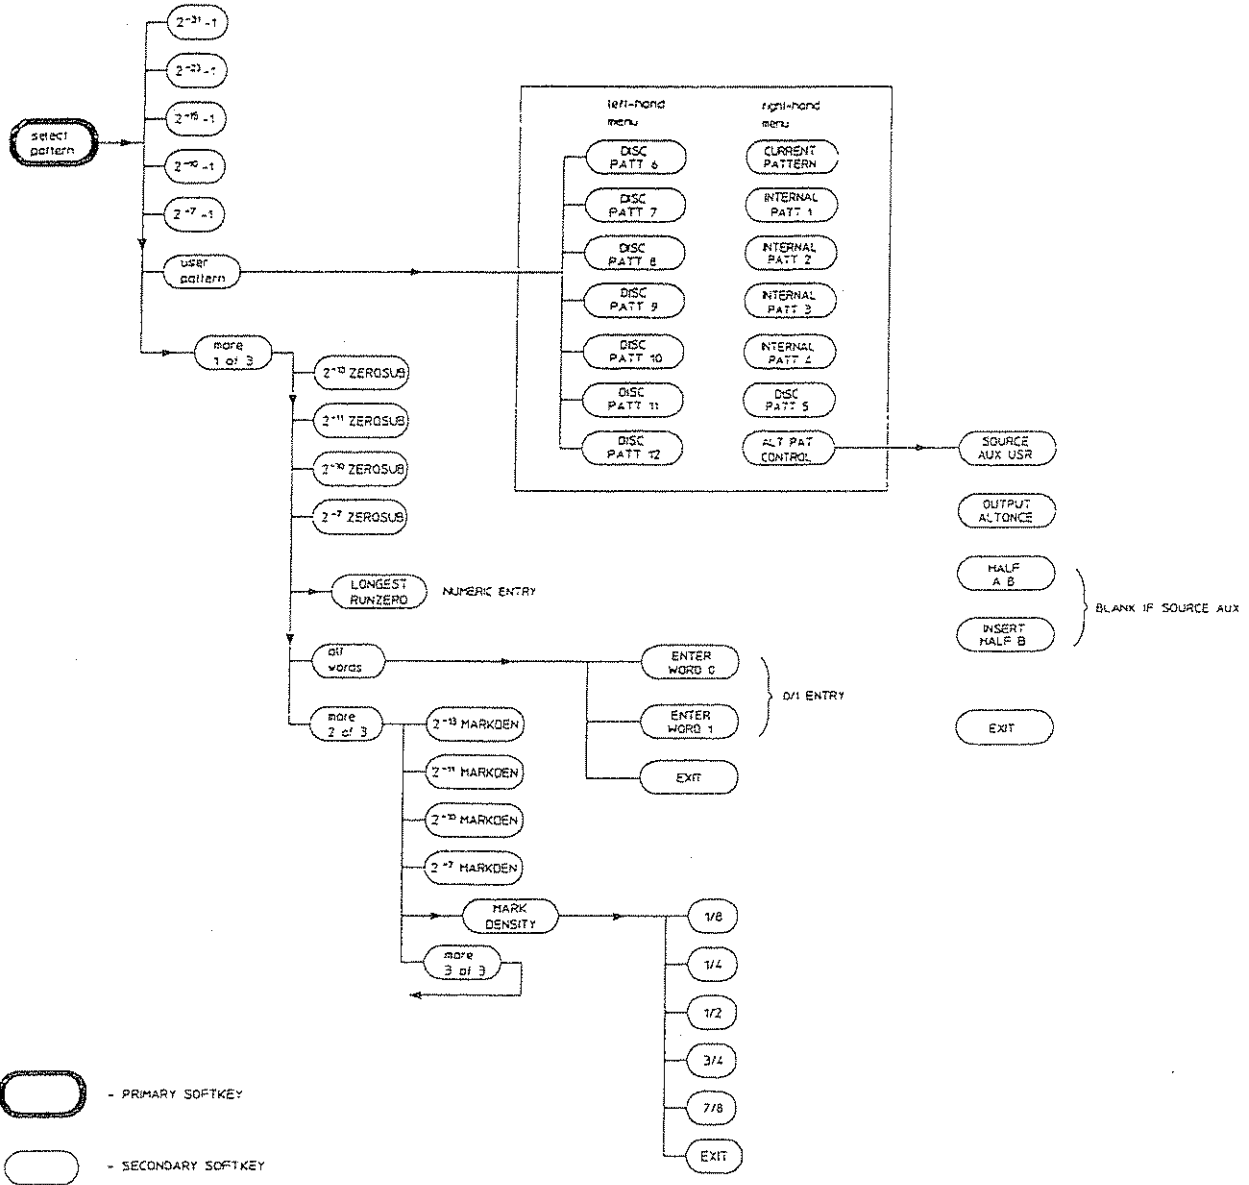 2^-31 -1
2^-23 -1
2^-15 -1
2^-10 -1
2^-7 -1
select
pattern
user
pattern
more
1 of 3
left-hand
menu
right-hand
menu
DISC
PATT 6
DISC
PATT 7
DISC
PATT 8
DISC
PATT 9
DISC
PATT 10
DISC
PATT 11
DISC
PATT 12
CURRENT
PATTERN
INTERNAL
PATT 1
INTERNAL
PATT 2
INTERNAL
PATT 3
INTERNAL
PATT 4
DISC
PATT 5
ALT PAT
CONTROL
SOURCE
AUX USR
OUTPUT
ALTONCE
HALF
A B
INSERT
HALF B
BLANK IF SOURCE AUX
EXIT
2^-13 ZEROSUB
2^-11 ZEROSUB
2^-10 ZEROSUB
2^-7 ZEROSUB
LONGEST
RUNZERO
NUMERIC ENTRY
alt
words
ENTER
WORD 0
ENTER
WORD 1
0/1 ENTRY
EXIT
more
2 of 3
2^-13 MARKDEN
2^-11 MARKDEN
2^-10 MARKDEN
2^-7 MARKDEN
MARK
DENSITY
more
3 of 3
1/8
1/4
1/2
3/4
7/8
EXIT
- PRIMARY SOFTKEY
- SECONDARY SOFTKEY